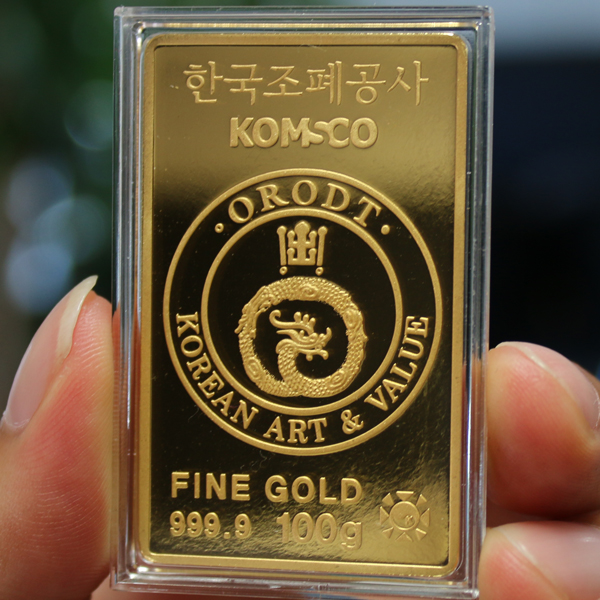 한국조폐공사
KOMSCO
· ORODT ·
KOREAN ART & VALUE
FINE GOLD
999.9 100g